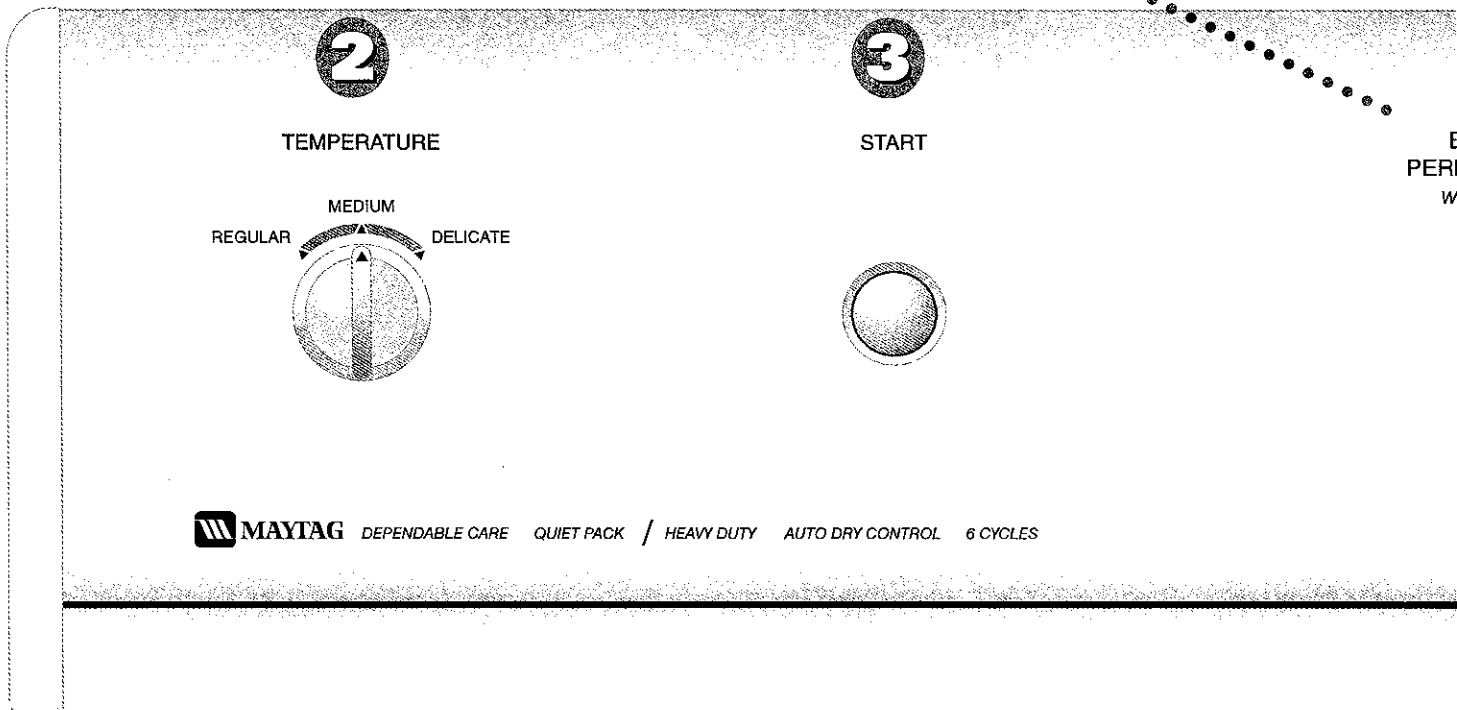 2
3
TEMPERATURE
START
MEDIUM
REGULAR
DELICATE
MAYTAG DEPENDABLE CARE QUIET PACK / HEAVY DUTY AUTO DRY CONTROL 6 CYCLES